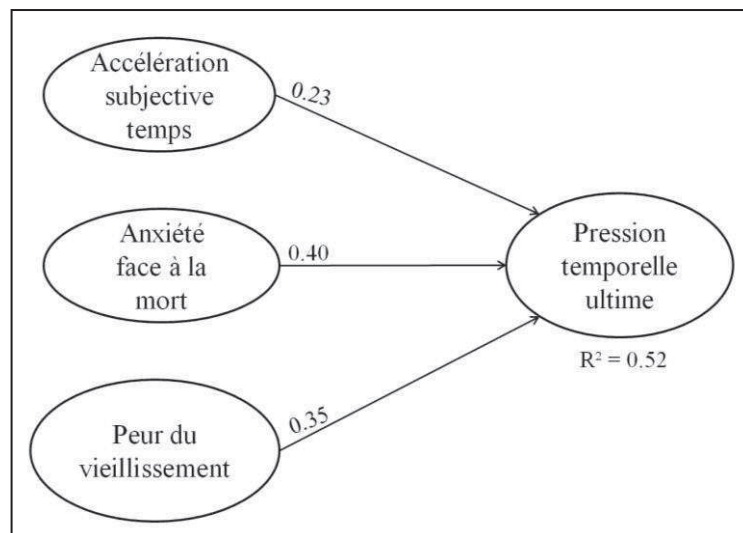 Accélération
subjective
temps
0.23
Anxiété
face à la
mort
0.40
Pression
temporelle
ultime
R² = 0.52
Peur du
vieillissement
0.35